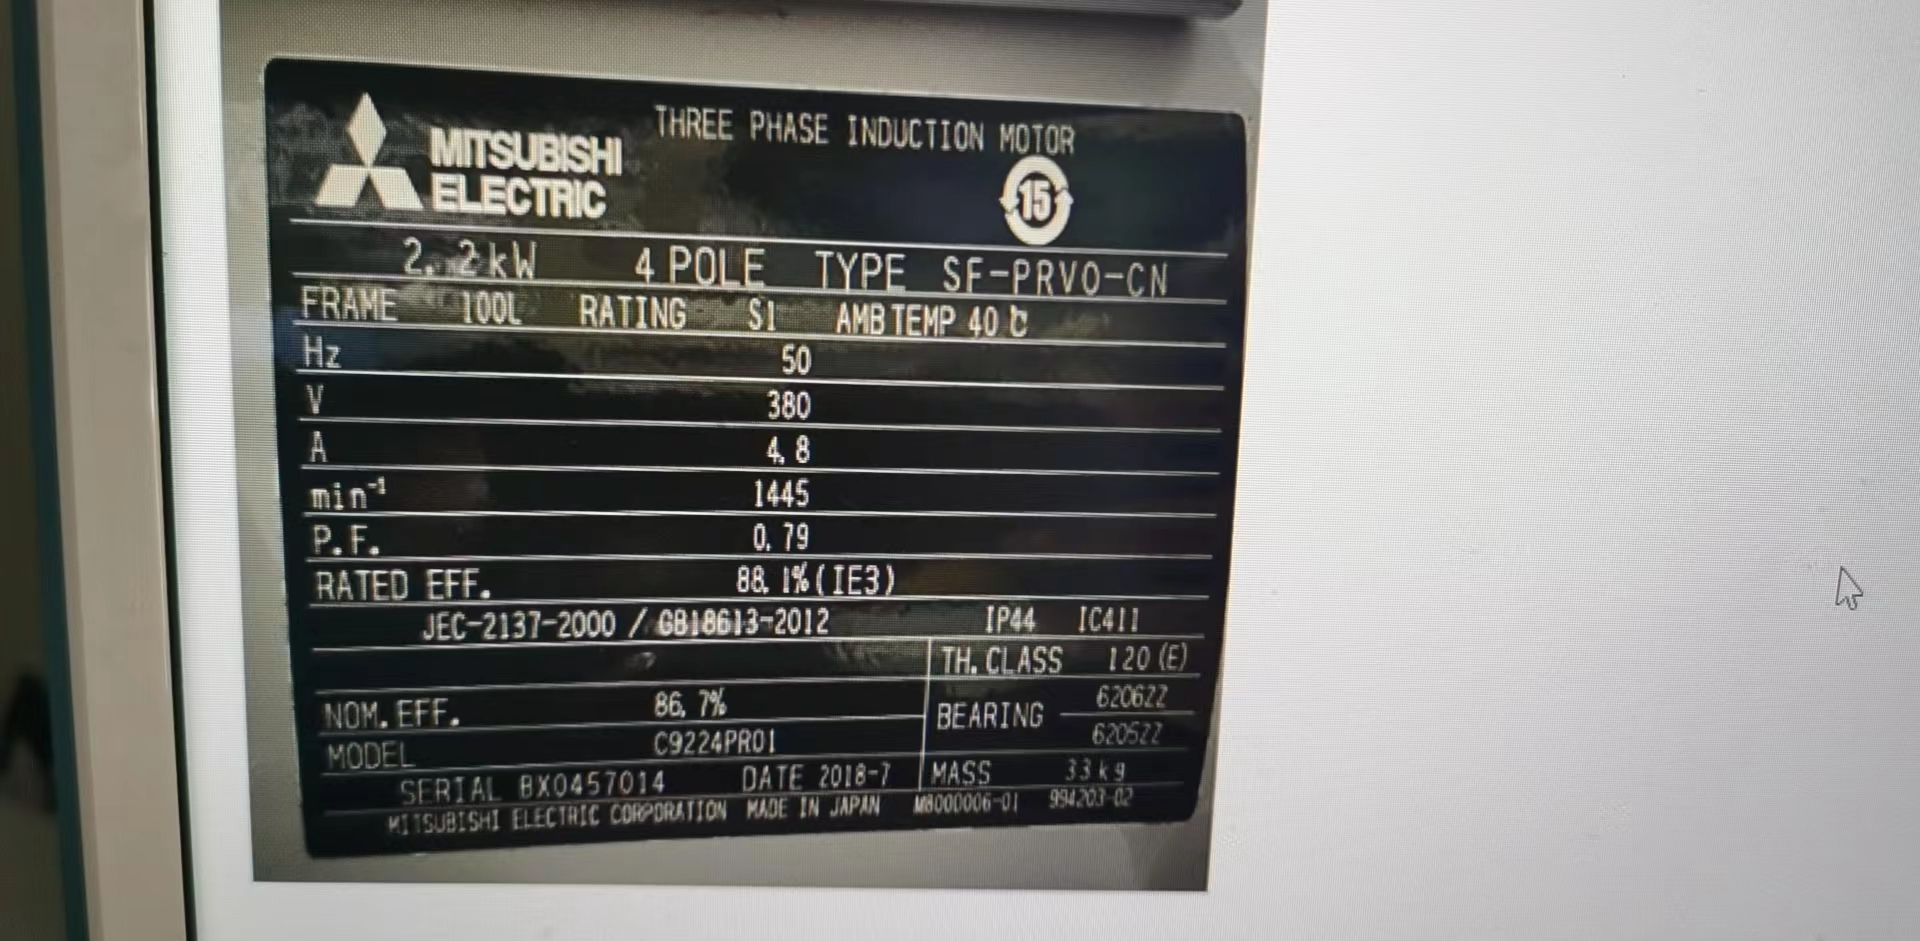 THREE PHASE INDUCTION MOTOR
MITSUBISHI
ELECTRIC
15
2.2kW 4 POLE TYPE SF-PRVO-CN
FRAME 100L RATING S1 AMB TEMP 40℃
Hz 50
V 380
A 4.8
min⁻¹ 1445
P.F. 0.79
RATED EFF. 88.1%(IE3)
JEC-2137-2000 / GB18613-2012 IP44 IC411
TH. CLASS 120 (E)
NOM. EFF. 86.7%
BEARING 6206ZZ
6205ZZ
MODEL C9224PR01
SERIAL BX0457014 DATE 2018-7 MASS 33kg
MITSUBISHI ELECTRIC CORPORATION MADE IN JAPAN M8000006-01 994203-02